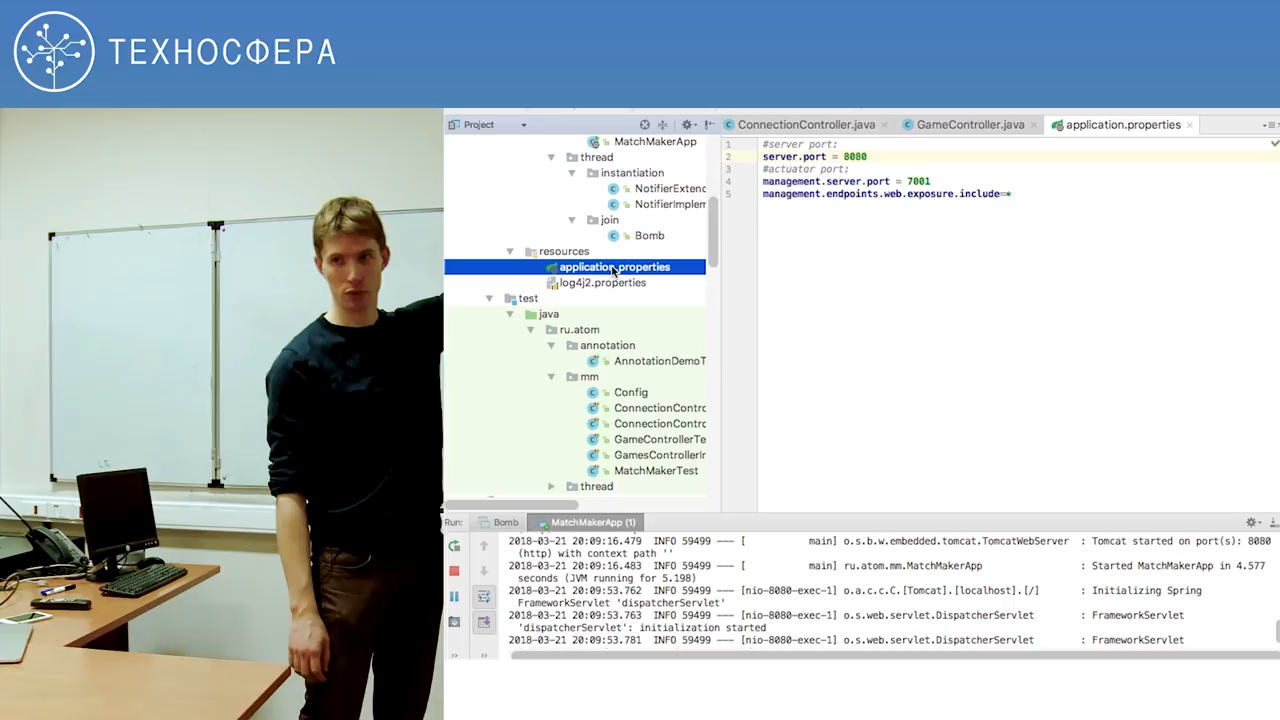 ТЕХНОСФЕРА
Project
ConnectionController.java
GameController.java
application.properties
MatchMakerApp
thread
instantiation
NotifierExtenc
NotifierImplem
join
Bomb
resources
application.properties
log4j2.properties
test
java
ru.atom
annotation
AnnotationDemoT
mm
Config
ConnectionContro
ConnectionContro
GameControllerTe
GamesControllerIr
MatchMakerTest
thread
1 #server port:
2 server.port = 8080
3 #actuator port:
4 management.server.port = 7001
5 management.endpoints.web.exposure.include=*
Run: Bomb MatchMakerApp (1)
2018-03-21 20:09:16.479 INFO 59499 --- [ main] o.s.b.w.embedded.tomcat.TomcatWebServer : Tomcat started on port(s): 8080
(http) with context path ''
2018-03-21 20:09:16.483 INFO 59499 --- [ main] ru.atom.mm.MatchMakerApp : Started MatchMakerApp in 4.577
seconds (JVM running for 5.198)
2018-03-21 20:09:53.762 INFO 59499 --- [nio-8080-exec-1] o.a.c.c.C.[Tomcat].[localhost].[/] : Initializing Spring
FrameworkServlet 'dispatcherServlet'
2018-03-21 20:09:53.763 INFO 59499 --- [nio-8080-exec-1] o.s.web.servlet.DispatcherServlet : FrameworkServlet
'dispatcherServlet': initialization started
2018-03-21 20:09:53.781 INFO 59499 --- [nio-8080-exec-1] o.s.web.servlet.DispatcherServlet : FrameworkServlet